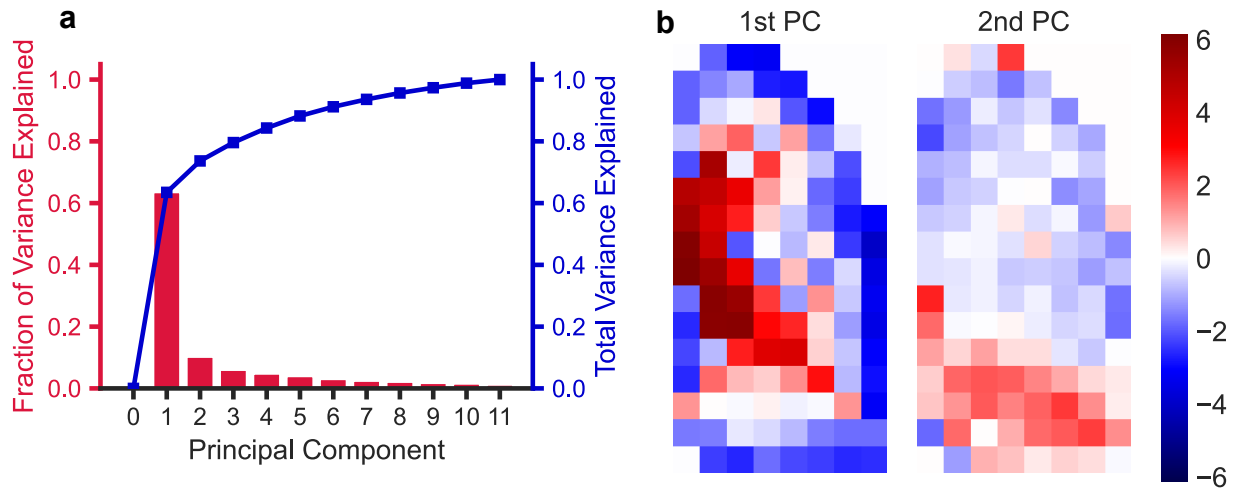 a
Fraction of Variance Explained
1.0
0.8
0.6
0.4
0.2
0.0
0 1 2 3 4 5 6 7 8 9 10 11
Principal Component
1.0
0.8
0.6
0.4
0.2
0.0
Total Variance Explained
b
1st PC
2nd PC
6
4
2
0
−2
−4
−6